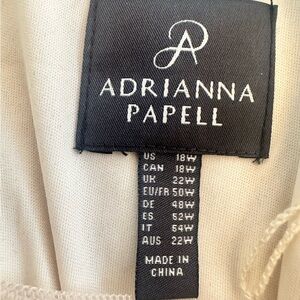 ADRIANNA
PAPELL
US 18W
CAN 18W
UK 22W
EU/FR 50W
DE 48W
ES 52W
IT 54W
AUS 22W
MADE IN
CHINA